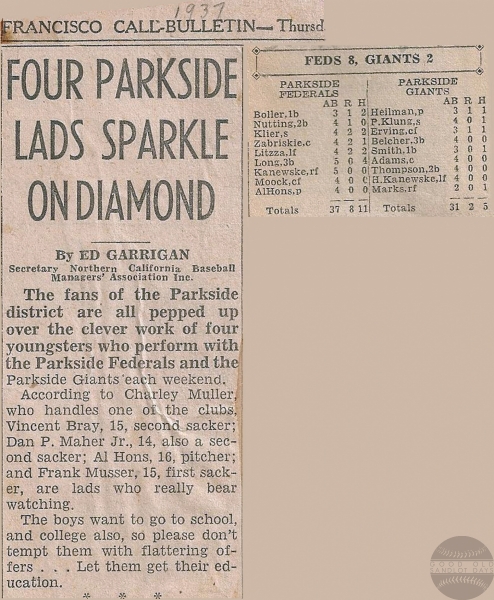 1937
FRANCISCO CALL-BULLETIN— Thursd
FOUR PARKSIDE
LADS SPARKLE
ON DIAMOND
By ED GARRIGAN
Secretary Northern California Baseball
Managers' Association Inc.
The fans of the Parkside
district are all pepped up
over the clever work of four
youngsters who perform with
the Parkside Federals and the
Parkside Giants each weekend.
According to Charley Muller,
who handles one of the clubs,
Vincent Bray, 15, second sacker;
Dan P. Maher Jr., 14, also a sec-
ond sacker; Al Hons, 16, pitcher;
and Frank Musser, 15, first sack-
er, are lads who really bear
watching.
The boys want to go to school,
and college also, so please don't
tempt them with flattering of-
fers . . . Let them get their ed-
ucation.
* * *
FEDS 8, GIANTS 2
PARKSIDE
FEDERALS
AB R H
Boller,1b 3 1 2
Nutting,2b 4 1 0
Klier,s 4 2 2
Zabriskie,c 4 2 1
Litzza,lf 4 2 2
Long,3b 5 0 4
Kanewske,rf 5 0 0
Moock,cf 4 0 0
AlHons,p 4 0 0
Totals 37 8 11
PARKSIDE
GIANTS
AB R H
Heilman,p 3 1 1
P.Klung,s 4 0 1
Erving,cf 3 1 1
Belcher,3b 4 0 0
Smith,1b 3 0 1
Adams,c 4 0 0
Thompson,2b 4 0 0
H.Kanewske,lf 4 0 0
Marks,rf 2 0 1
Totals 31 2 5
GOOD OLD
SANDLOT DAYS